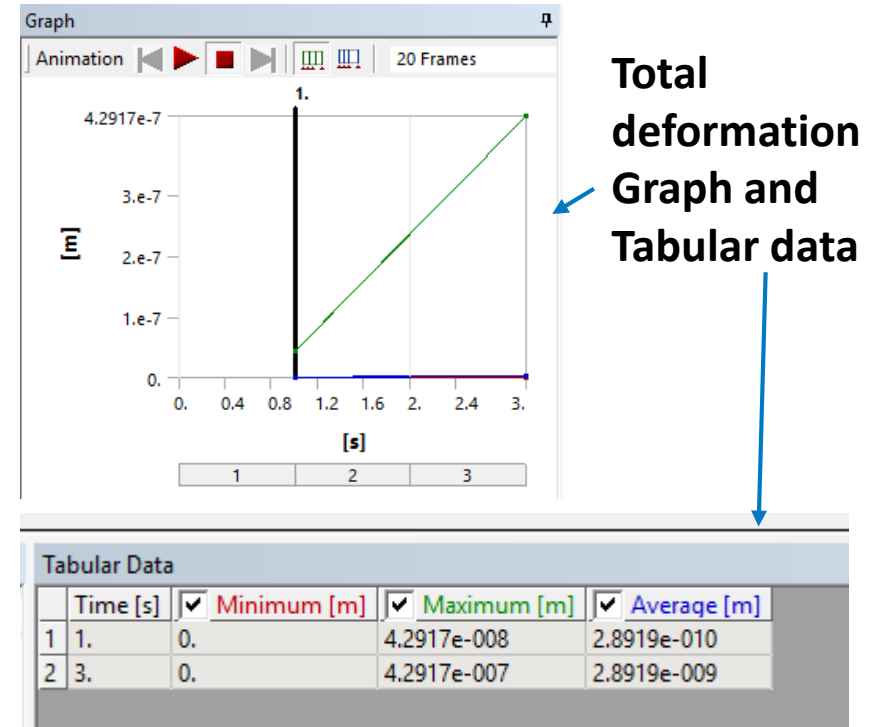 Graph
Animation 20 Frames
1.
4.2917e-7
3.e-7
[m]
2.e-7
1.e-7
0.
0. 0.4 0.8 1.2 1.6 2. 2.4 3.
[s]
1 2 3
Total
deformation
Graph and
Tabular data
Tabular Data
Time [s] Minimum [m] Maximum [m] Average [m]
1 1. 0. 4.2917e-008 2.8919e-010
2 3. 0. 4.2917e-007 2.8919e-009